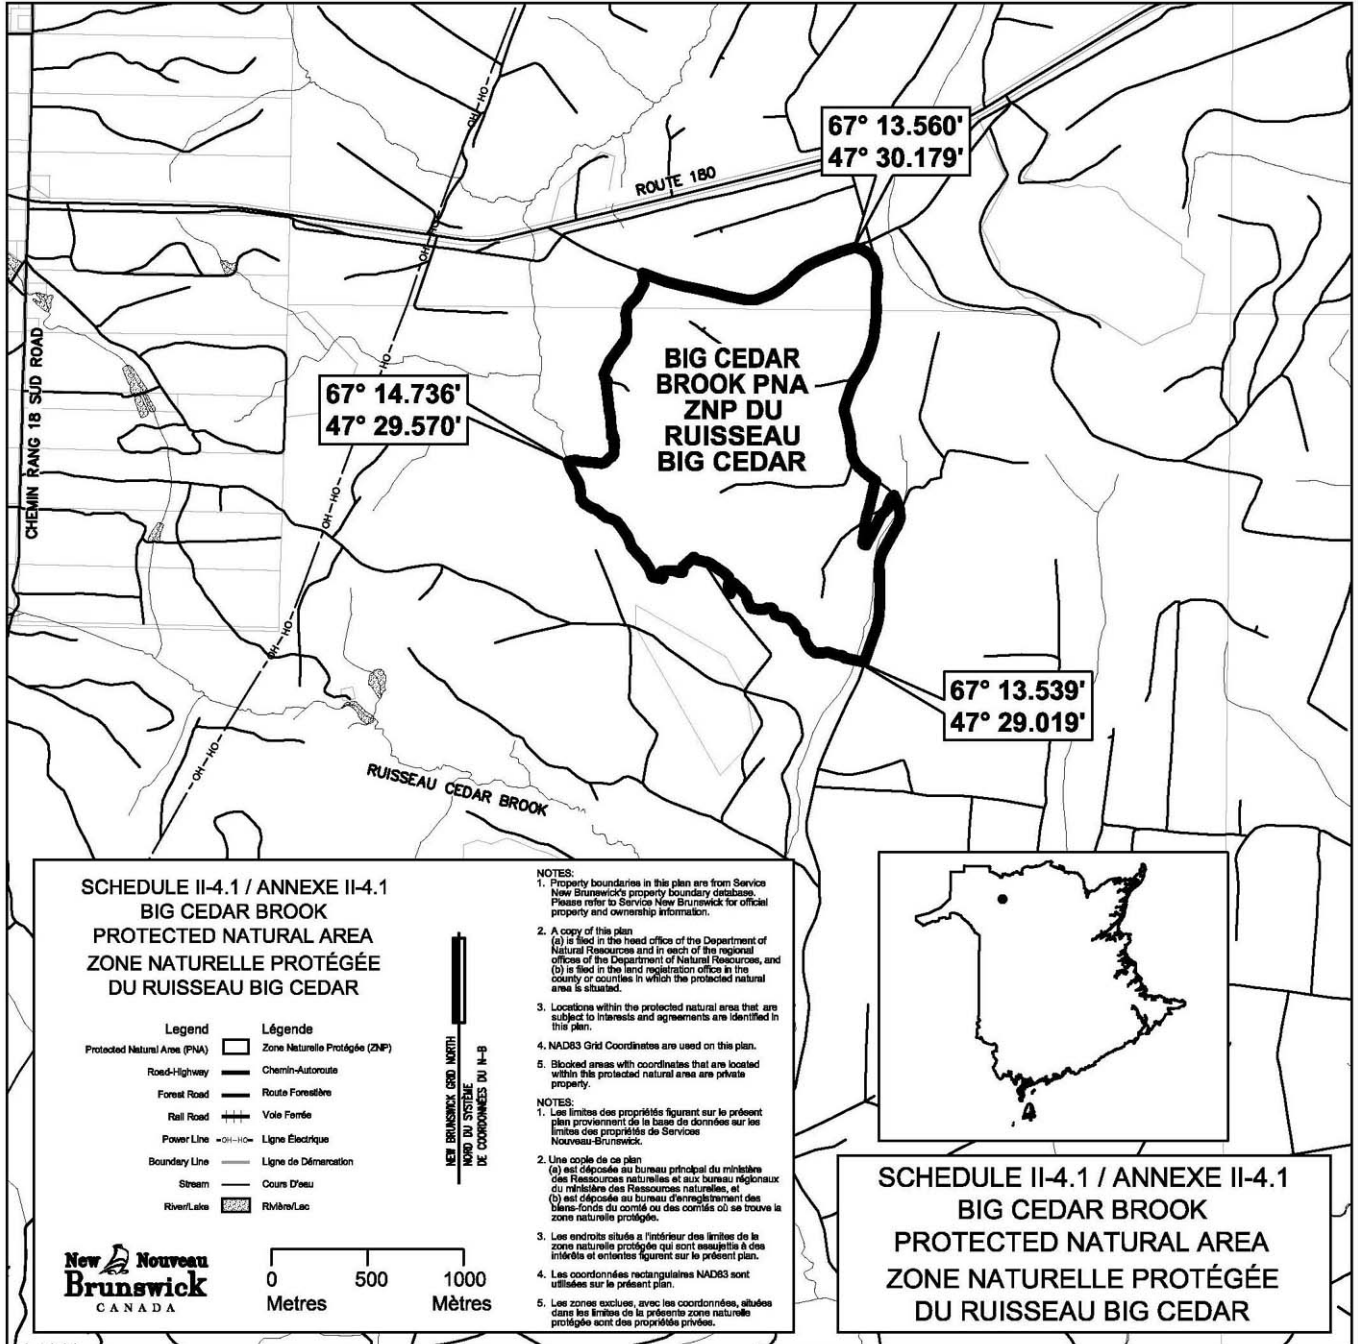 67° 13.560'
47° 30.179'
ROUTE 180
OH—HO
OH—HO
HO
CHEMIN RANG 18 SUD ROAD
BIG CEDAR
BROOK PNA
ZNP DU
RUISSEAU
BIG CEDAR
67° 14.736'
47° 29.570'
OH—HO
OH—HO
OH—HO
OH—HO
67° 13.539'
47° 29.019'
RUISSEAU CEDAR BROOK
SCHEDULE II-4.1 / ANNEXE II-4.1
BIG CEDAR BROOK
PROTECTED NATURAL AREA
ZONE NATURELLE PROTÉGÉE
DU RUISSEAU BIG CEDAR
Legend Légende
Protected Natural Area (PNA) Zone Naturelle Protégée (ZNP)
Road-Highway Chemin-Autoroute
Forest Road Route Forestière
Rail Road Voie Ferrée
Power Line -OH-HO- Ligne Électrique
Boundary Line Ligne de Démarcation
Stream Cours D'eau
River/Lake Rivière/Lac
NEW BRUNSWICK GRID NORTH
NORD DU SYSTÈME
DE COORDONNÉES DU N-B
New Nouveau
Brunswick
CANADA
0 500 1000
Metres Mètres
NOTES:
1. Property boundaries in this plan are from Service
New Brunswick's property boundary database.
Please refer to Service New Brunswick for official
property and ownership information.
2. A copy of this plan
(a) is filed in the head office of the Department of
Natural Resources and in each of the regional
offices of the Department of Natural Resources, and
(b) is filed in the land registration office in the
county or counties in which the protected natural
area is situated.
3. Locations within the protected natural area that are
subject to interests and agreements are identified in
this plan.
4. NAD83 Grid Coordinates are used on this plan.
5. Blocked areas with coordinates that are located
within this protected natural area are private
property.
NOTES:
1. Les limites des propriétés figurant sur le présent
plan proviennent de la base de données sur les
limites des propriétés de Services
Nouveau-Brunswick.
2. Une copie de ce plan
(a) est déposée au bureau principal du ministère
des Ressources naturelles et aux bureau régionaux
du ministère des Ressources naturelles, et
(b) est déposée au bureau d'enregistrement des
biens-fonds du comté ou des comtés où se trouve la
zone naturelle protégée.
3. Les endroits situés a l'intérieur des limites de la
zone naturelle protégée qui sont assujettis à des
intérêts et ententes figurent sur le présent plan.
4. Les coordonnées rectangulaires NAD83 sont
utilisées sur le présent plan.
5. Les zones exclues, avec les coordonnées, situées
dans les limites de la présente zone naturelle
protégée sont des propriétés privées.
SCHEDULE II-4.1 / ANNEXE II-4.1
BIG CEDAR BROOK
PROTECTED NATURAL AREA
ZONE NATURELLE PROTÉGÉE
DU RUISSEAU BIG CEDAR